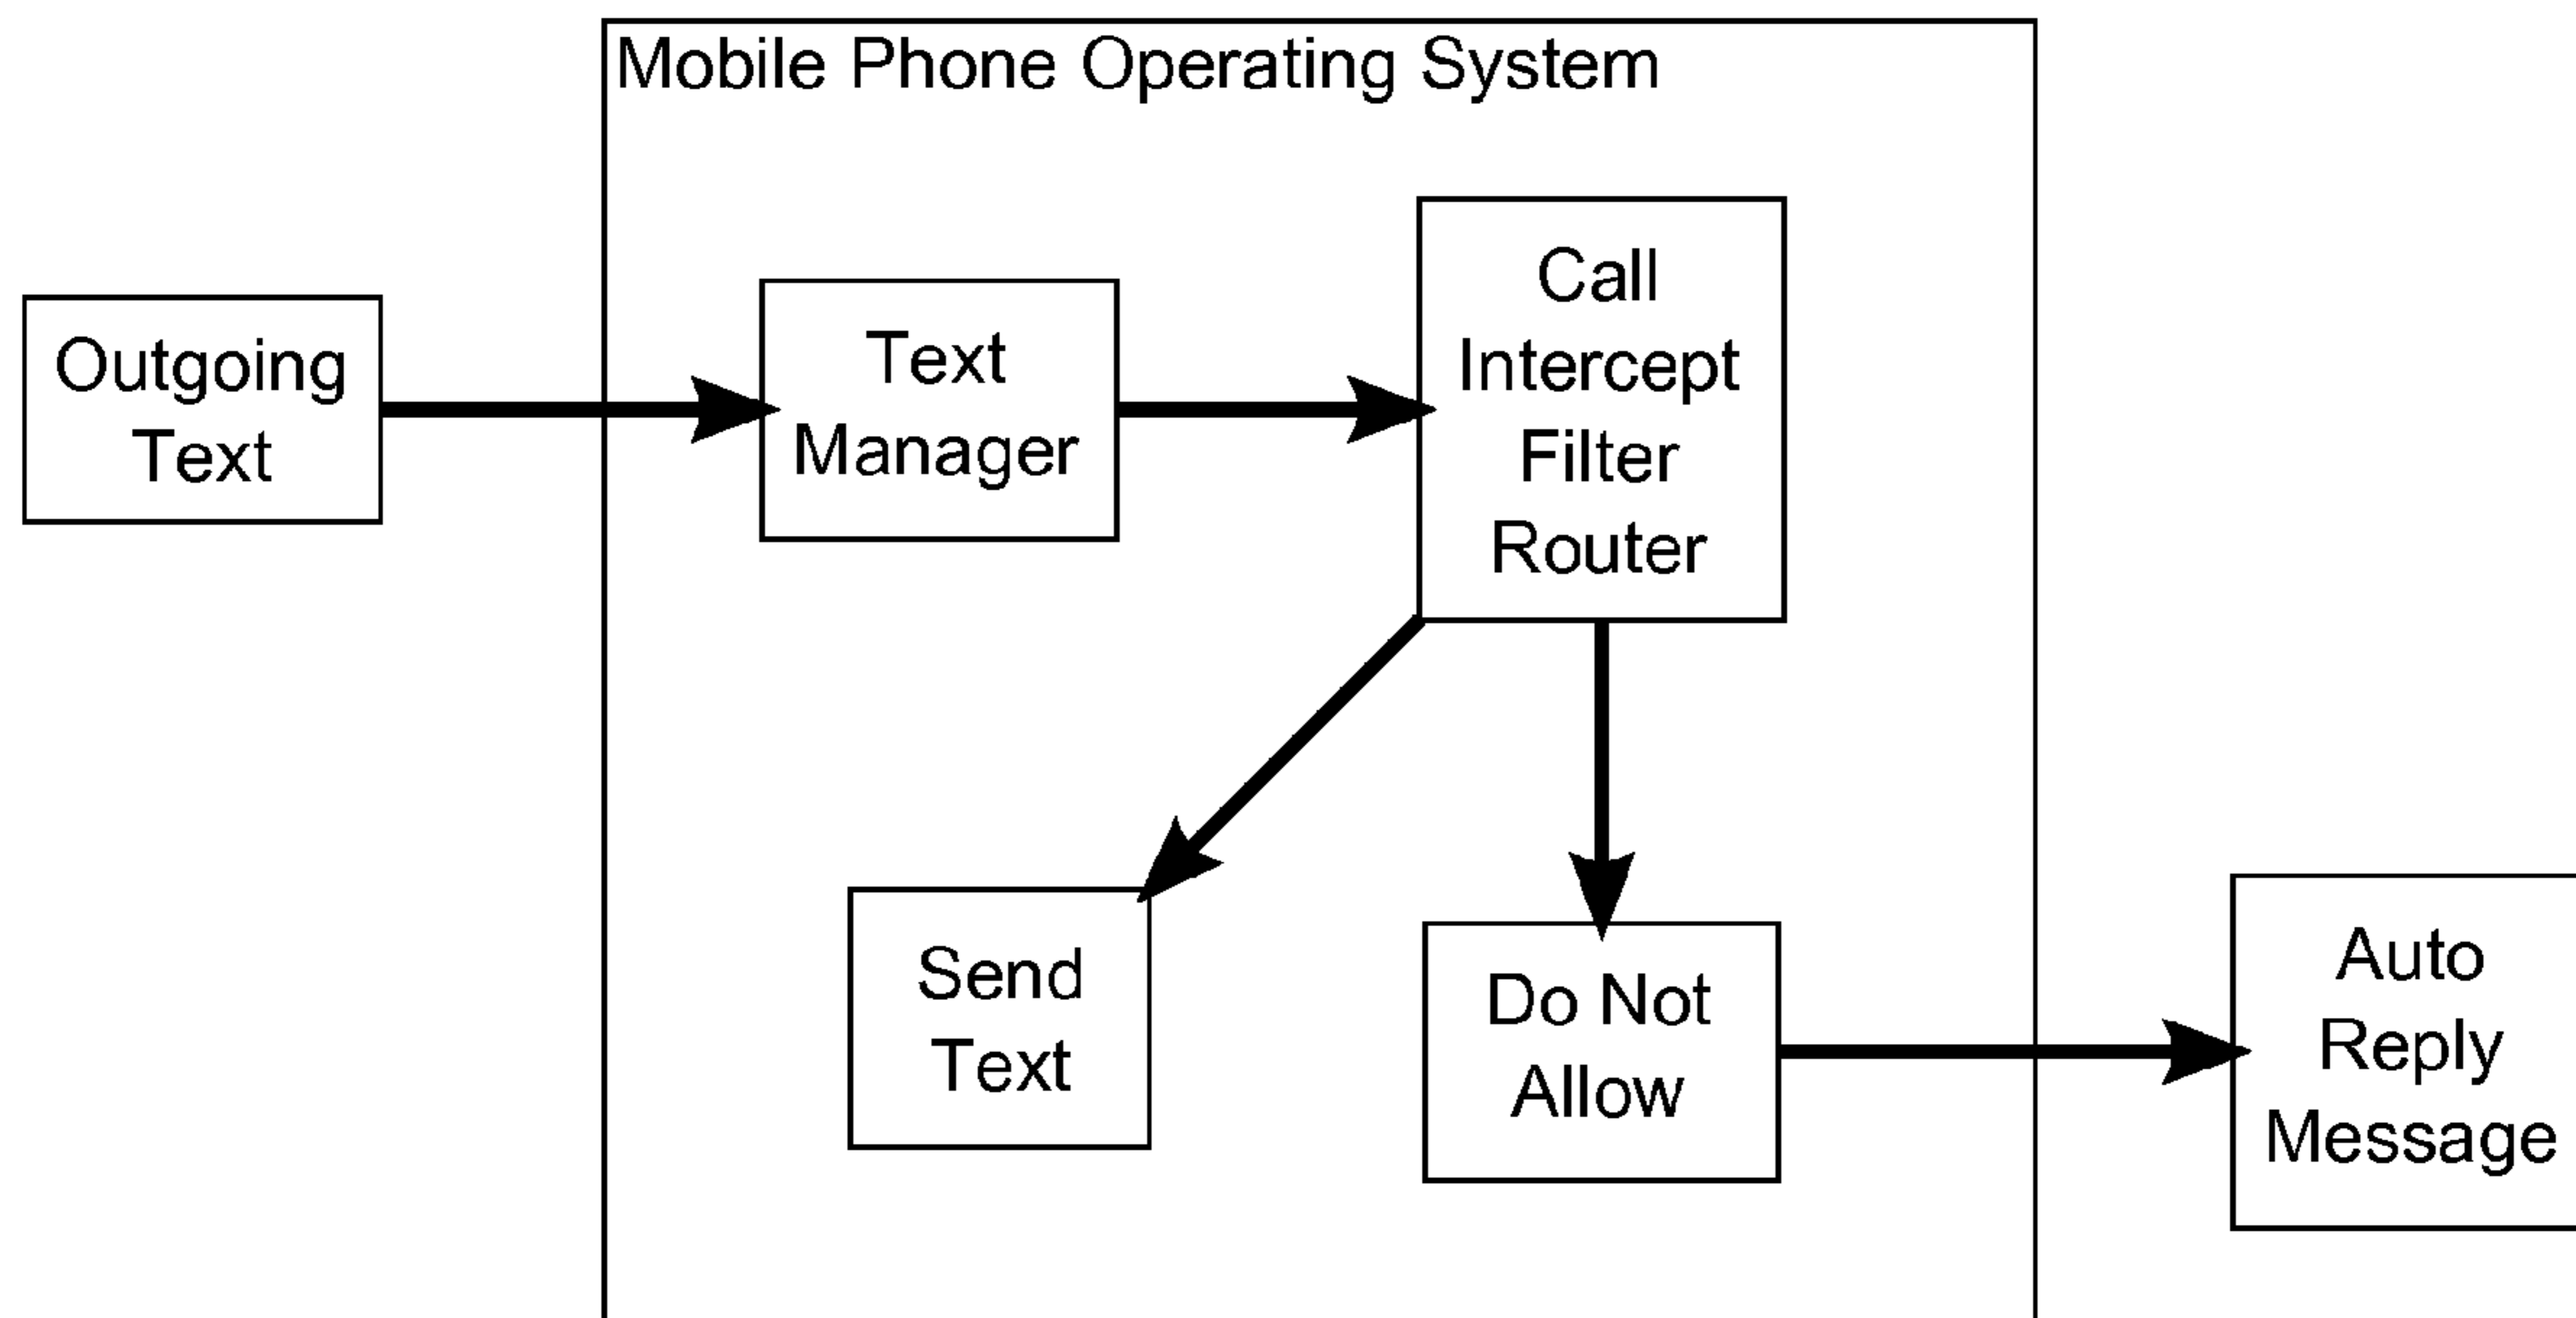 Mobile Phone Operating System
Outgoing
Text
Text
Manager
Call
Intercept
Filter
Router
Send
Text
Do Not
Allow
Auto
Reply
Message